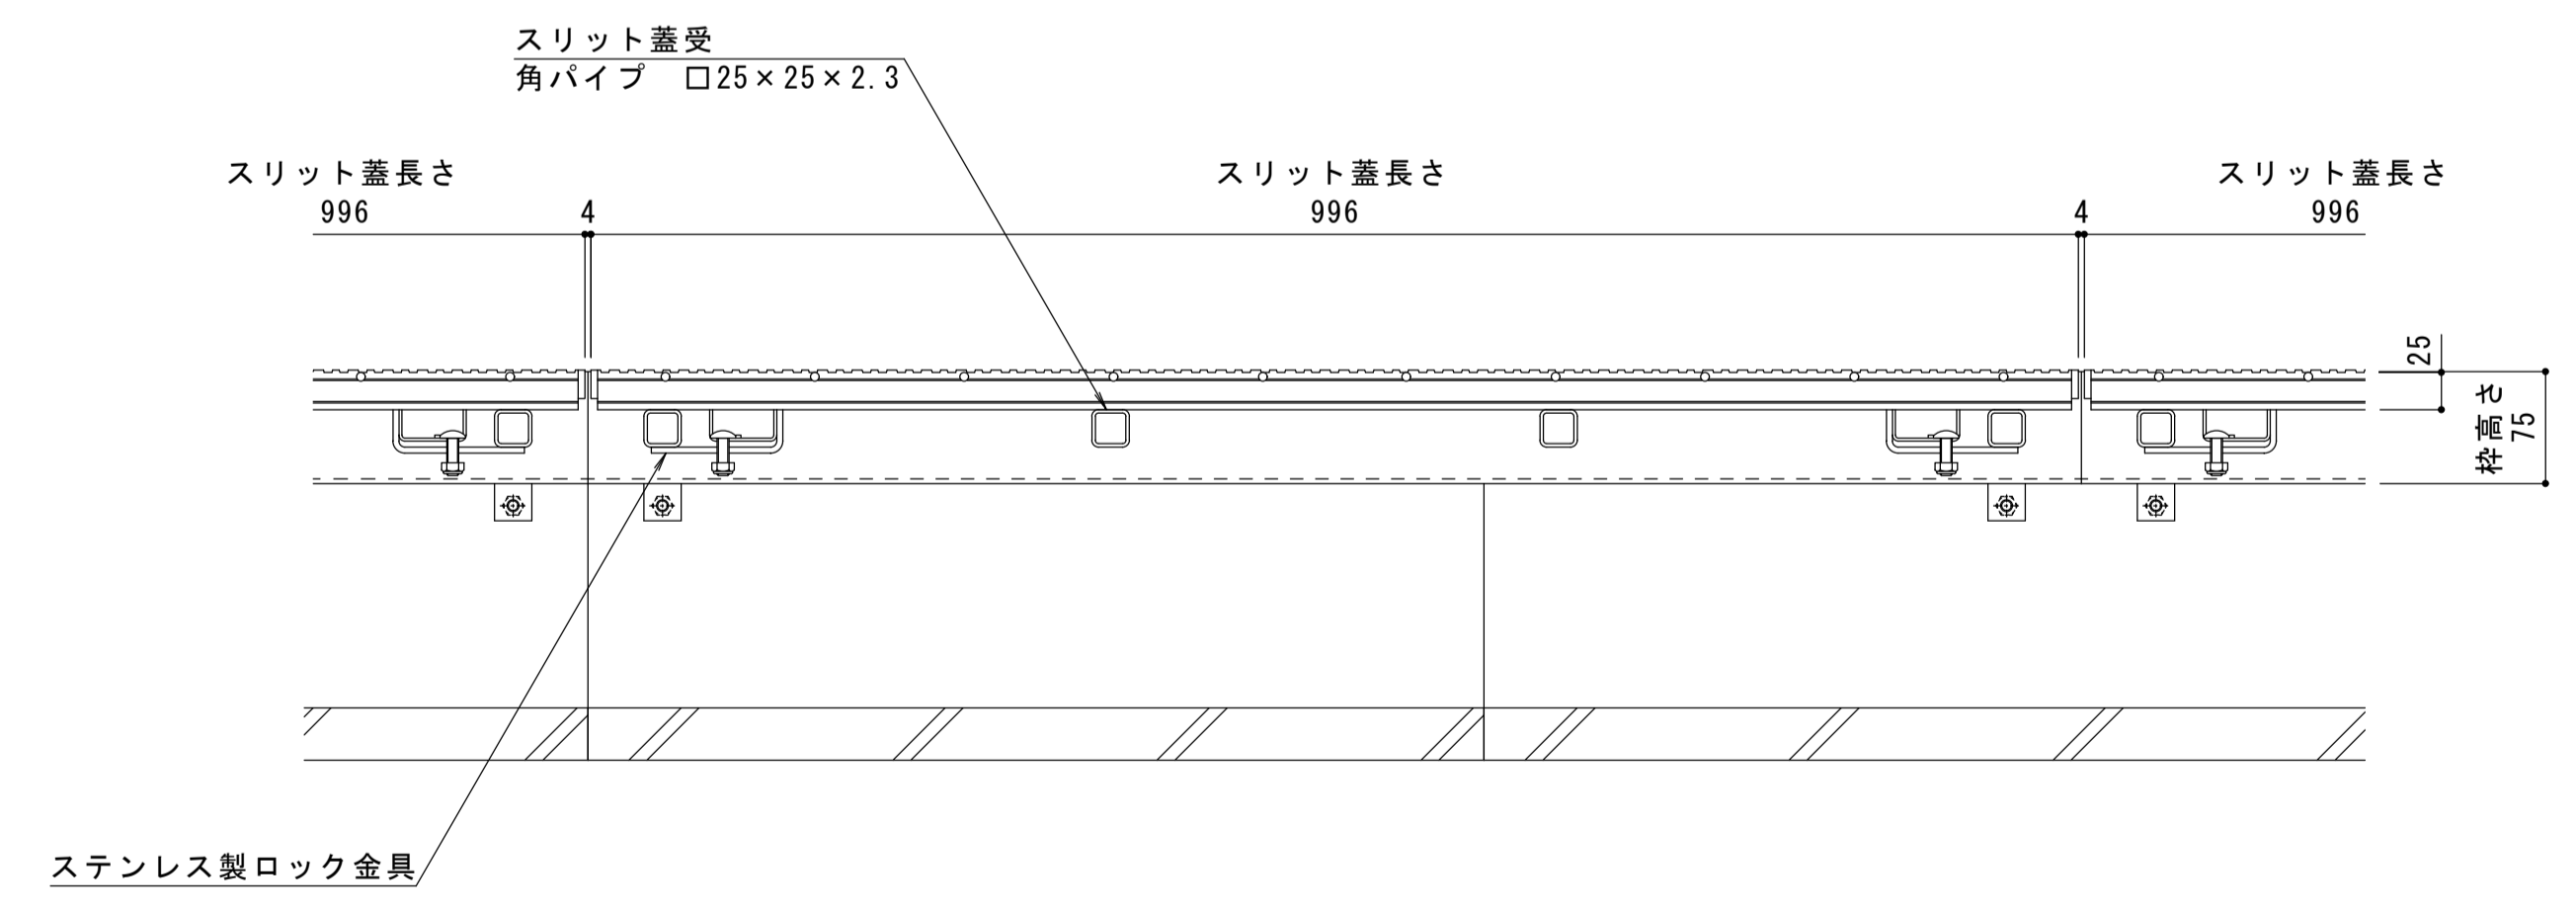 スリット蓋受
角パイプ　□25×25×2.3
スリット蓋長さ
996
4
スリット蓋長さ
996
4
スリット蓋長さ
996
25
枠高さ
75
ステンレス製ロック金具